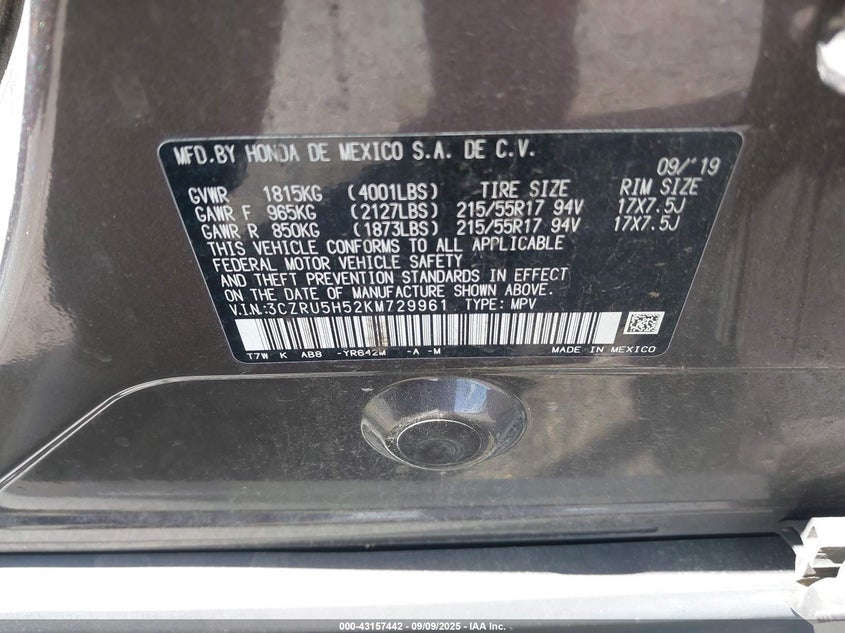 MFD.BY HONDA DE MEXICO S.A. DE C.V.
09/'19
GVWR 1815KG (4001LBS) TIRE SIZE RIM SIZE
GAWR F 965KG (2127LBS) 215/55R17 94V 17X7.5J
GAWR R 850KG (1873LBS) 215/55R17 94V 17X7.5J
THIS VEHICLE CONFORMS TO ALL APPLICABLE
FEDERAL MOTOR VEHICLE SAFETY
AND THEFT PREVENTION STANDARDS IN EFFECT
ON THE DATE OF MANUFACTURE SHOWN ABOVE.
V.I.N:3CZRU5H52KM729961 TYPE: MPV
T7W K AB8 -YR642M -A -M MADE IN MEXICO
000-43157442 - 09/09/2025 - IAA Inc.